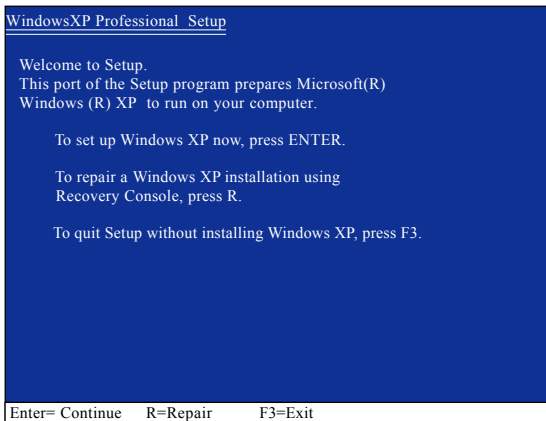 WindowsXP Professional Setup
Welcome to Setup.
This port of the Setup program prepares Microsoft(R)
Windows (R) XP to run on your computer.
To set up Windows XP now, press ENTER.
To repair a Windows XP installation using
Recovery Console, press R.
To quit Setup without installing Windows XP, press F3.
Enter= Continue R=Repair F3=Exit